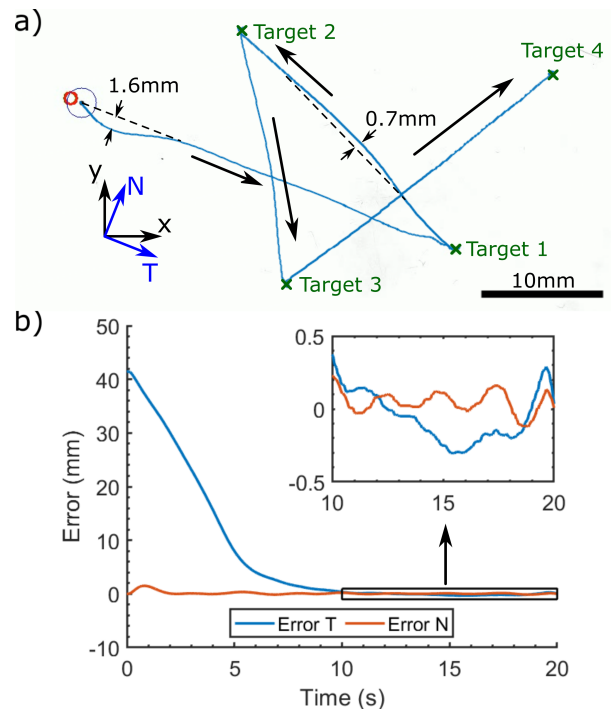 a)
Target 2
Target 4
1.6mm
0.7mm
y
N
x
T
Target 1
Target 3
10mm
b)
50
40
30
20
10
0
-10
Error (mm)
0.5
0
-0.5
10
15
20
Error T
Error N
0
5
10
15
20
Time (s)